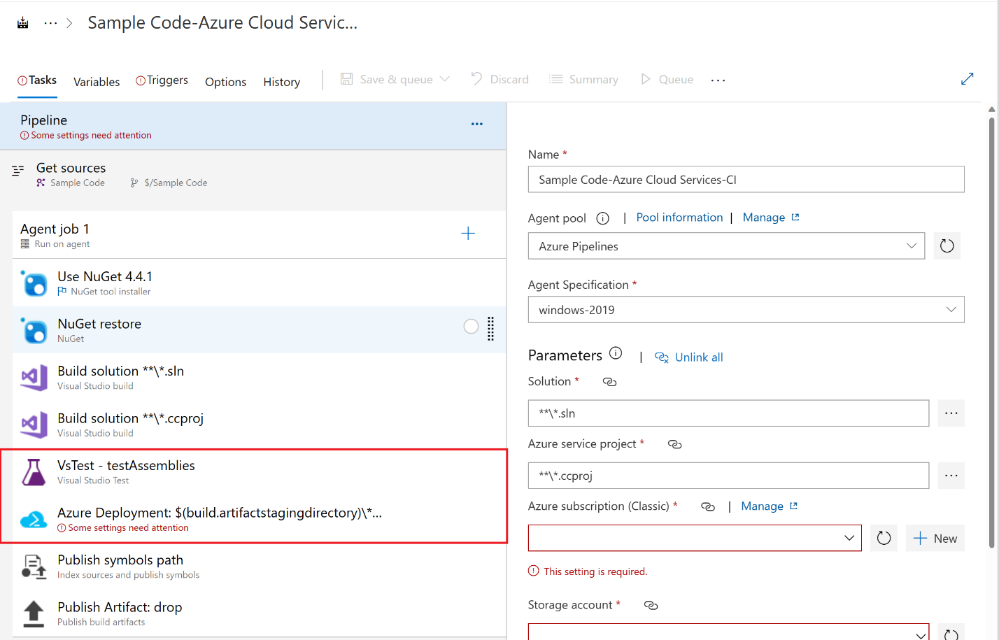 Sample Code-Azure Cloud Servic...
Tasks
Variables
Triggers
Options
History
Save & queue
Discard
Summary
Queue
Pipeline
Some settings need attention
Get sources
Sample Code
$/Sample Code
Agent job 1
Run on agent
Use NuGet 4.4.1
NuGet tool installer
NuGet restore
NuGet
Build solution **\*.sln
Visual Studio build
Build solution **\*.ccproj
Visual Studio build
VsTest - testAssemblies
Visual Studio Test
Azure Deployment: $(build.artifactstagingdirectory)\*...
Some settings need attention
Publish symbols path
Index sources and publish symbols
Publish Artifact: drop
Publish build artifacts
Name *
Sample Code-Azure Cloud Services-CI
Agent pool | Pool information | Manage
Azure Pipelines
Agent Specification *
windows-2019
Parameters | Unlink all
Solution *
**\*.sln
Azure service project *
**\*.ccproj
Azure subscription (Classic) * | Manage
New
This setting is required.
Storage account *